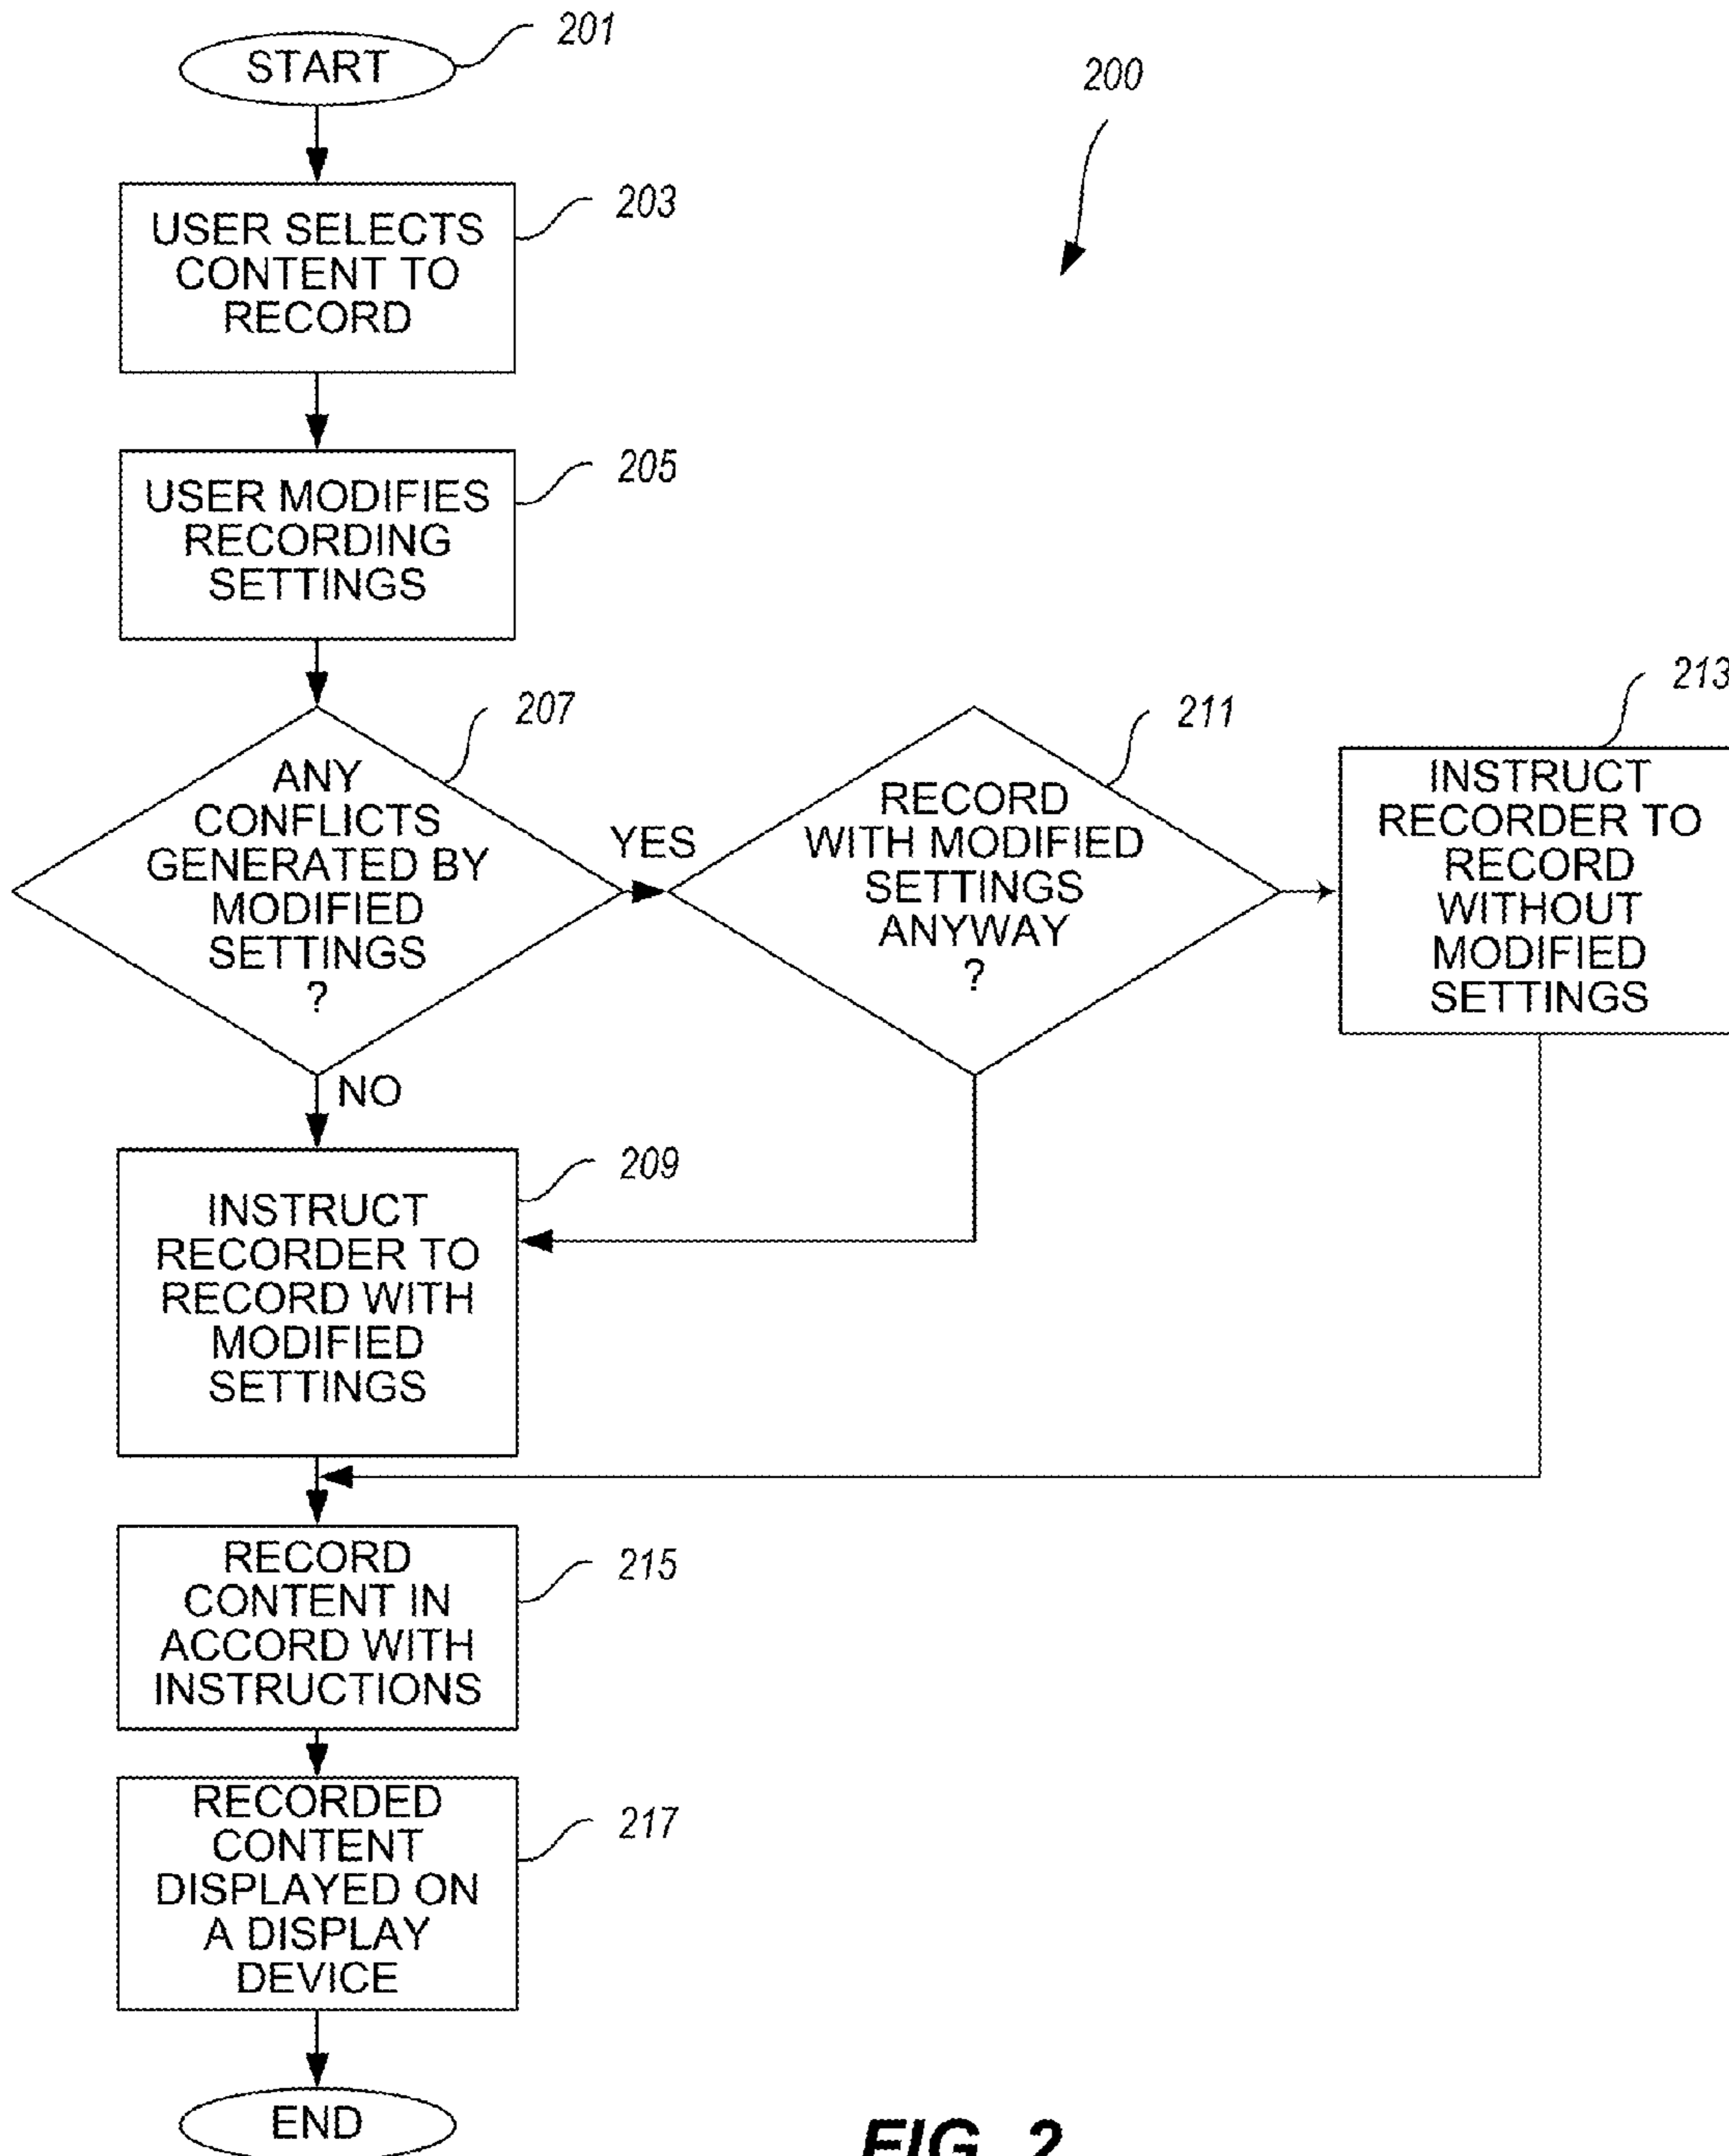 START
201
200
USER SELECTS
CONTENT TO
RECORD
203
USER MODIFIES
RECORDING
SETTINGS
205
ANY
CONFLICTS
GENERATED BY
MODIFIED
SETTINGS
?
207
YES
NO
RECORD
WITH MODIFIED
SETTINGS
ANYWAY
?
211
INSTRUCT
RECORDER TO
RECORD
WITHOUT
MODIFIED
SETTINGS
213
INSTRUCT
RECORDER TO
RECORD WITH
MODIFIED
SETTINGS
209
RECORD
CONTENT IN
ACCORD WITH
INSTRUCTIONS
215
RECORDED
CONTENT
DISPLAYED ON
A DISPLAY
DEVICE
217
END
FIG. 2